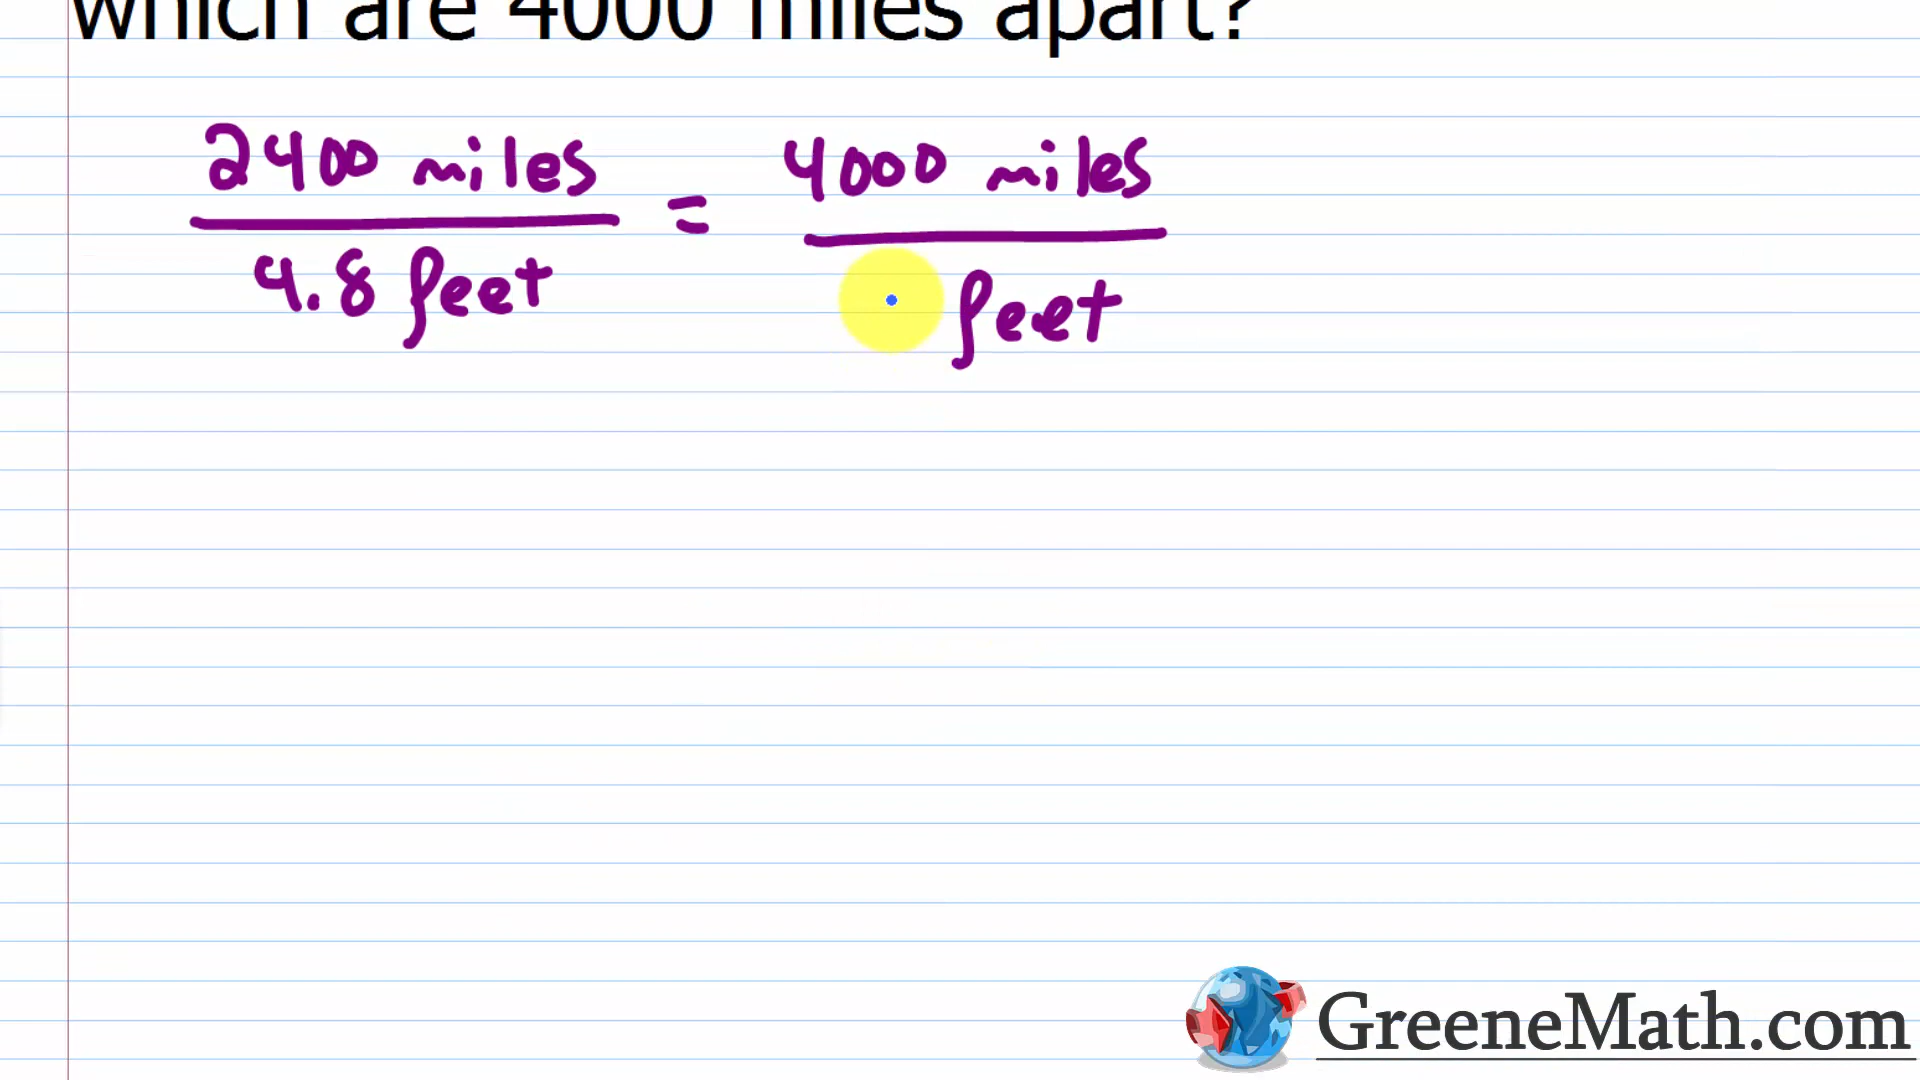 which are 4000 miles apart?
2400 miles = 4000 miles
4.8 feet feet
GreeneMath.com